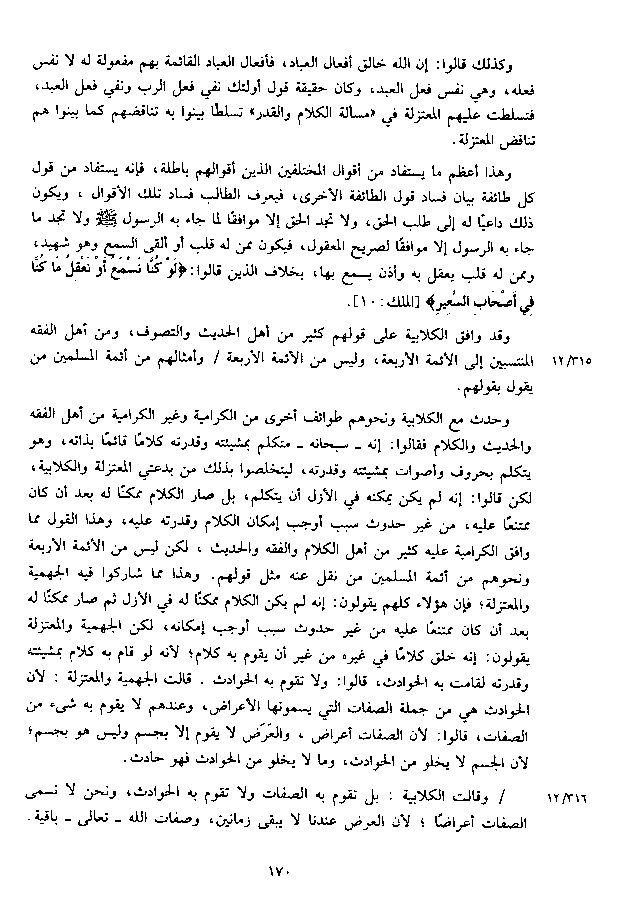 وكذلك قالوا: إن الله خالق أفعال العباد، فأفعال العباد القائمة بهم مفعولة له لا نفس
فعله، وهي نفس فعل العبد، وكان حقيقة قول أولئك نفي فعل الرب ونفي فعل العبد،
فتسلطت عليهم المعتزلة في «مسألة الكلام والقدر» تسلطًا بينوا به تناقضهم كما بينوا هم
تناقض المعتزلة.
وهذا أعظم ما يستفاد من أقوال المختلفين الذين أقوالهم باطلة، فإنه يستفاد من قول
كل طائفة بيان فساد قول الطائفة الأخرى، فيعرف الطالب فساد تلك الأقوال ، ويكون
ذلك داعيًا له إلى طلب الحق، ولا تجد الحق إلا موافقًا لما جاء به الرسول ﷺ ولا تجد ما
جاء به الرسول إلا موافقًا لصريح المعقول، فيكون ممن له قلب أو ألقى السمع وهو شهيد،
وممن له قلب يعقل به وأذن يسمع بها، بخلاف الذين قالوا: ﴿لَوْ كُنَّا نَسْمَعُ أَوْ نَعْقِلُ مَا كُنَّا
فِي أَصْحَابِ السَّعِيرِ﴾ [الملك: ١٠].
وقد وافق الكلابية على قولهم كثير من أهل الحديث والتصوف، ومن أهل الفقه
١٢/٣١٥ المنتسبين إلى الأئمة الأربعة، وليس من الأئمة الأربعة / وأمثالهم من أئمة المسلمين من
يقول بقولهم.
وحدث مع الكلابية ونحوهم طوائف أخرى من الكرامية وغير الكرامية من أهل الفقه
والحديث والكلام فقالوا: إنه ـ سبحانه ـ متكلم بمشيئته وقدرته كلامًا قائمًا بذاته، وهو
يتكلم بحروف وأصوات بمشيئته وقدرته، ليتخلصوا بذلك من بدعتي المعتزلة والكلابية،
لكن قالوا: إنه لم يكن يمكنه في الأزل أن يتكلم، بل صار الكلام ممكنًا له بعد أن كان
ممتنعًا عليه، من غير حدوث سبب أوجب إمكان الكلام وقدرته عليه، وهذا القول مما
وافق الكرامية عليه كثير من أهل الكلام والفقه والحديث ، لكن ليس من الأئمة الأربعة
ونحوهم من أئمة المسلمين من نقل عنه مثل قولهم. وهذا مما شاركوا فيه الجهمية
والمعتزلة؛ فإن هؤلاء كلهم يقولون: إنه لم يكن الكلام ممكنًا له في الأزل ثم صار ممكنًا له
بعد أن كان ممتنعًا عليه من غير حدوث سبب أوجب إمكانه، لكن الجهمية والمعتزلة
يقولون: إنه خلق كلامًا في غيره من غير أن يقوم به كلام؛ لأنه لو قام به كلام بمشيئته
وقدرته لقامت به الحوادث، قالوا: ولا تقوم به الحوادث . قالت الجهمية والمعتزلة : لأن
الحوادث هي من جملة الصفات التي يسمونها الأعراض، وعندهم لا يقوم به شيء من
الصفات، قالوا: لأن الصفات أعراض ، والعَرَض لا يقوم إلا بجسم وليس هو بجسم؛
لأن الجسم لا يخلو من الحوادث، وما لا يخلو من الحوادث فهو حادث.
١٢/٣١٦ / وقالت الكلابية : بل تقوم به الصفات ولا تقوم به الحوادث، ونحن لا نسمى
الصفات أعراضًا ؛ لأن العرض عندنا لا يبقى زمانين، وصفات الله ـ تعالى ـ باقية.
١٧٠